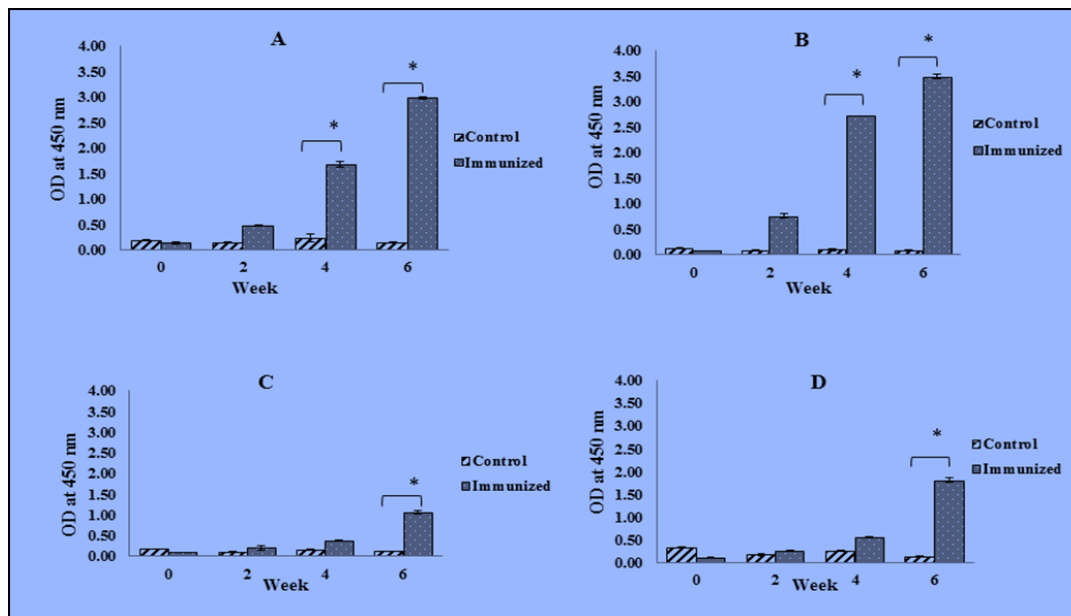 A
OD at 450 nm
4.00
3.50
3.00
2.50
2.00
1.50
1.00
0.50
0.00
*
*
0 2 4 6
Week
Control
Immunized
B
OD at 450 nm
4.00
3.50
3.00
2.50
2.00
1.50
1.00
0.50
0.00
*
*
0 2 4 6
Week
Control
Immunized
C
OD at 450 nm
4.00
3.50
3.00
2.50
2.00
1.50
1.00
0.50
0.00
*
0 2 4 6
Week
Control
Immunized
D
OD at 450 nm
4.00
3.50
3.00
2.50
2.00
1.50
1.00
0.50
0.00
*
0 2 4 6
Week
Control
Immunized